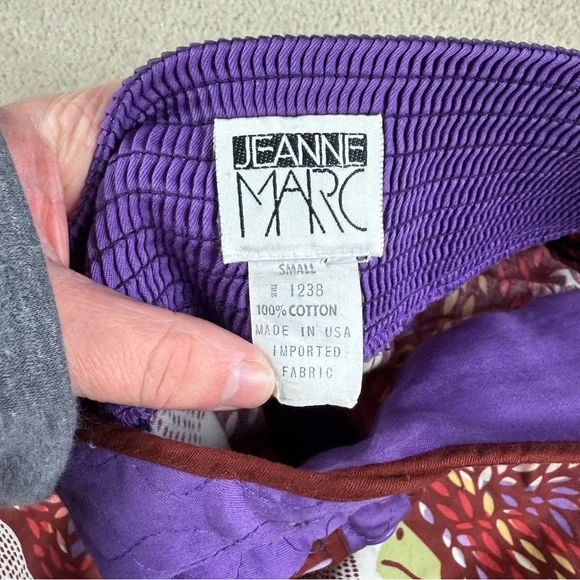 JEANNE
MARC
SMALL
1238
100% COTTON
MADE IN USA
IMPORTED
FABRIC